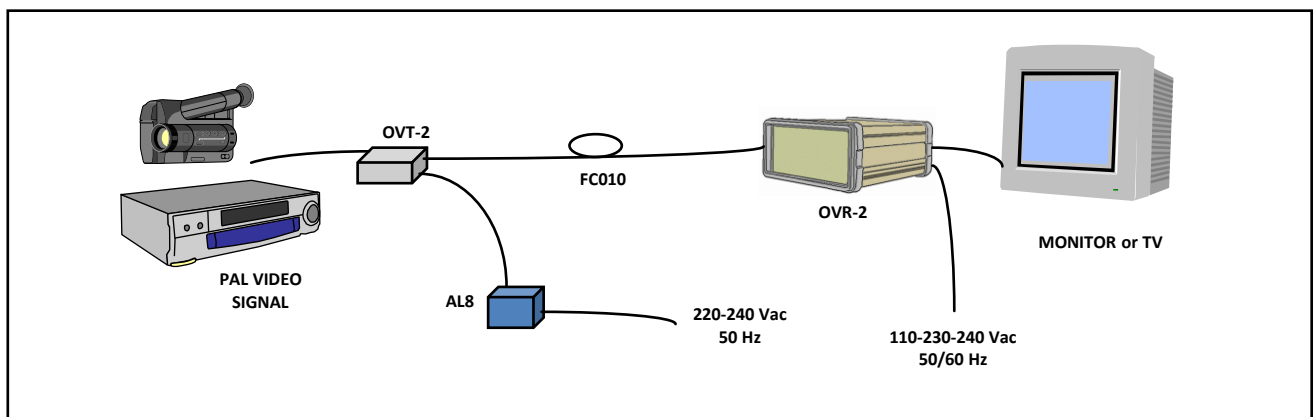 OVT-2
FC010
OVR-2
MONITOR or TV
PAL VIDEO
SIGNAL
AL8
220-240 Vac
50 Hz
110-230-240 Vac
50/60 Hz